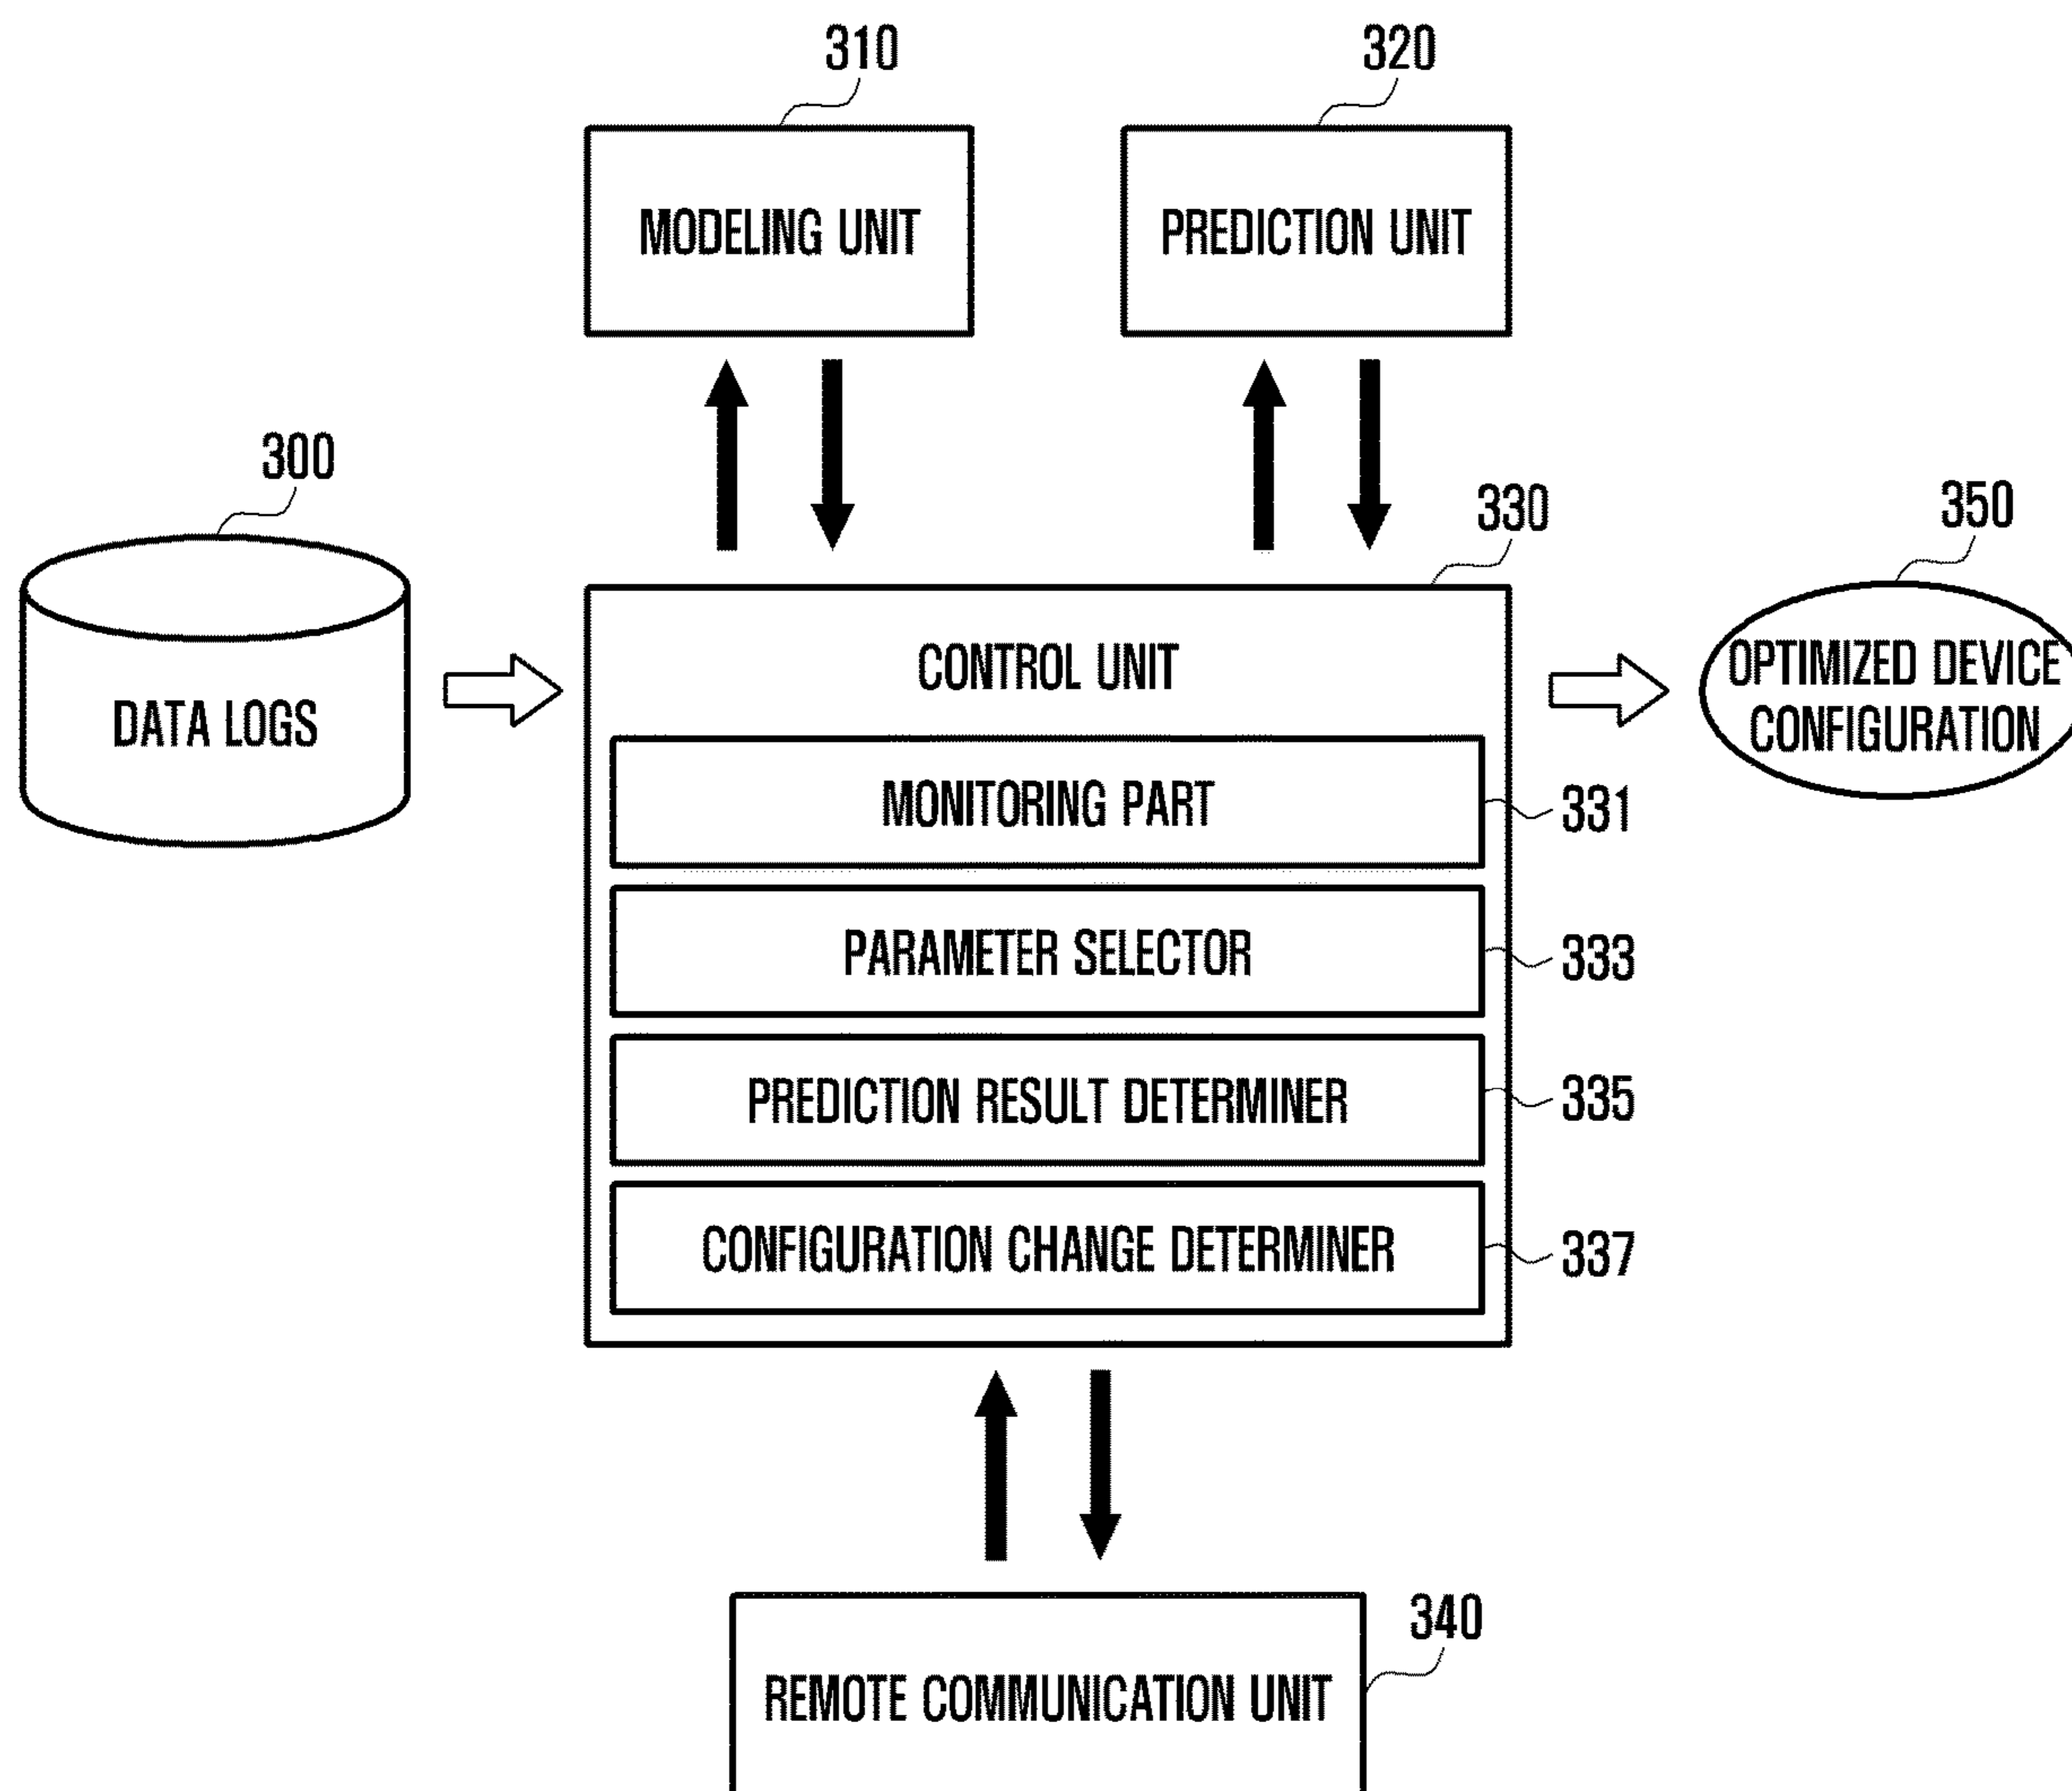 310
320
MODELING UNIT
PREDICTION UNIT
300
330
350
DATA LOGS
CONTROL UNIT
OPTIMIZED DEVICE
CONFIGURATION
MONITORING PART
331
PARAMETER SELECTOR
333
PREDICTION RESULT DETERMINER
335
CONFIGURATION CHANGE DETERMINER
337
340
REMOTE COMMUNICATION UNIT